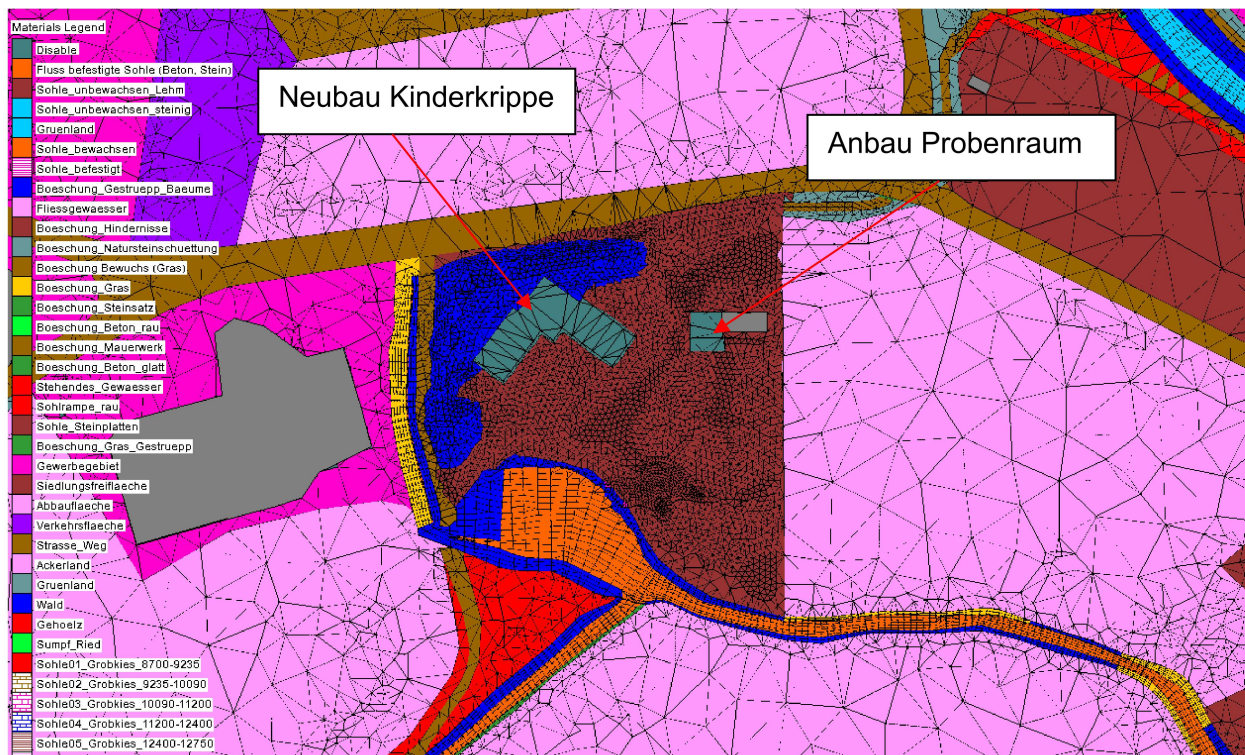 Materials Legend
Disable
Fluss befestigte Sohle (Beton, Stein)
Sohle_unbewachsen_Lehm
Sohle_unbewachsen_steinig
Gruenland
Sohle_bewachsen
Sohle_befestigt
Boeschung_Gestruepp_Baeume
Fliessgewaesser
Boeschung_Hindernisse
Boeschung_Natursteinschuettung
Boeschung Bewuchs (Gras)
Boeschung_Gras
Boeschung_Steinsatz
Boeschung_Beton_rau
Boeschung_Mauerwerk
Boeschung_Beton_glatt
Stehendes_Gewaesser
Sohlrampe_rau
Sohle_Steinplatten
Boeschung_Gras_Gestruepp
Gewerbegebiet
Siedlungsfreiflaeche
Abbauflaeche
Verkehrsflaeche
Strasse_Weg
Ackerland
Gruenland
Wald
Gehoelz
Sumpf_Ried
Sohle01_Grobkies_8700-9235
Sohle02_Grobkies_9235-10090
Sohle03_Grobkies_10090-11200
Sohle04_Grobkies_11200-12400
Sohle05_Grobkies_12400-12750
Neubau Kinderkrippe
Anbau Probenraum